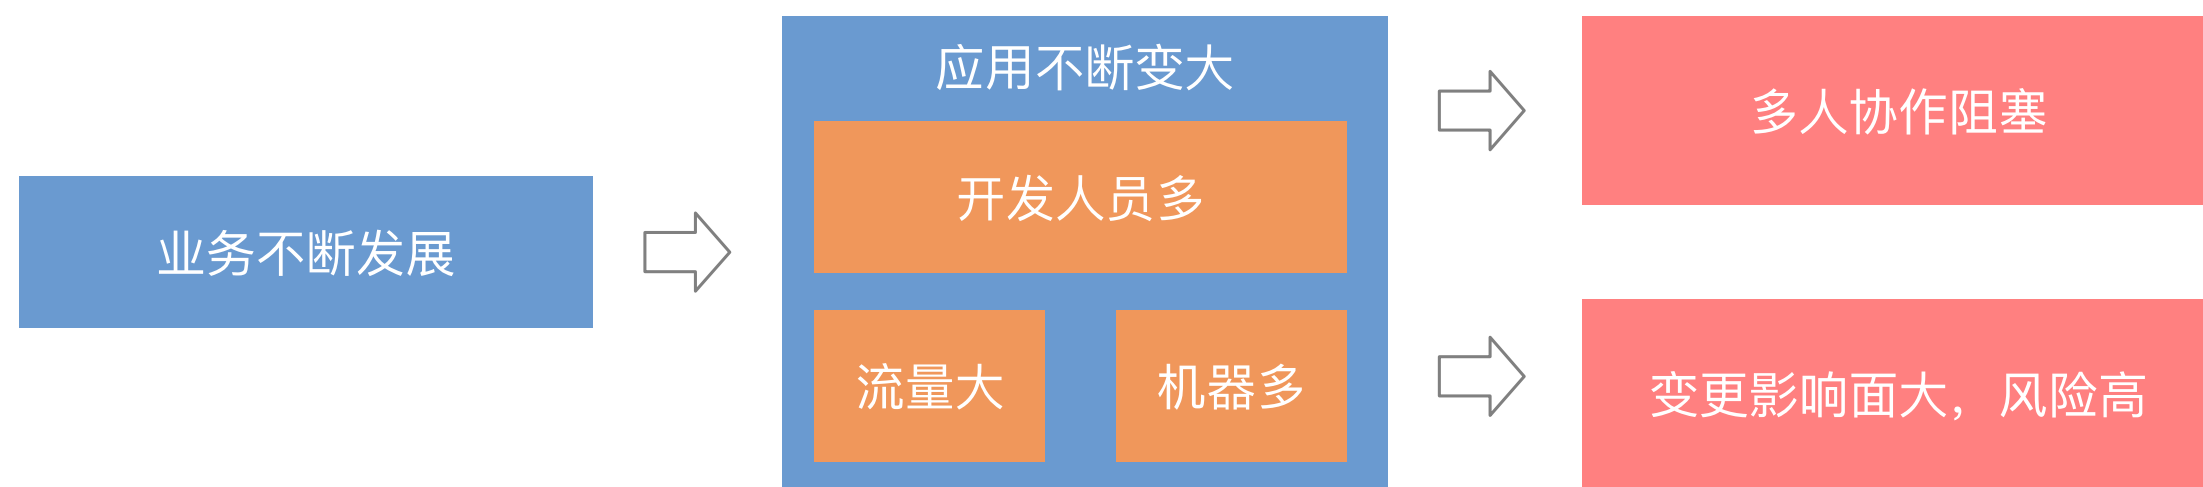 业务不断发展
应用不断变大
开发人员多
流量大
机器多
多人协作阻塞
变更影响面大，风险高